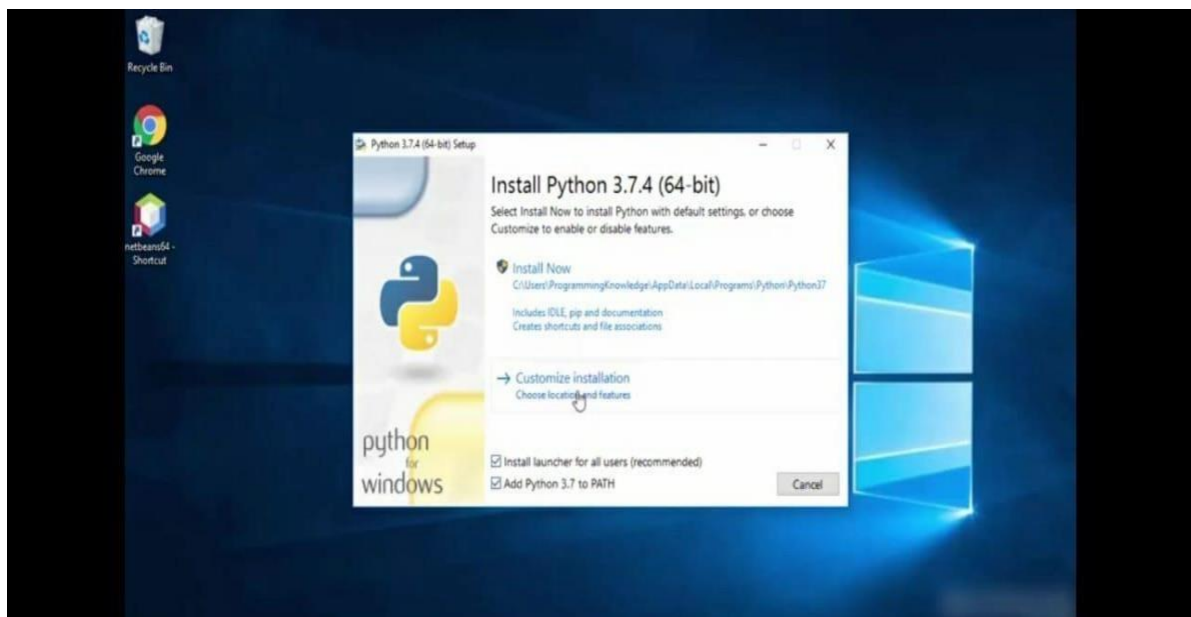 Recycle Bin
Google
Chrome
netbeans64 -
Shortcut
Python 3.7.4 (64-bit) Setup
Install Python 3.7.4 (64-bit)
Select Install Now to install Python with default settings, or choose
Customize to enable or disable features.
Install Now
C:\Users\ProgrammingKnowledge\AppData\Local\Programs\Python\Python37
Includes IDLE, pip and documentation
Creates shortcuts and file associations
Customize installation
Choose location and features
python
for
windows
Install launcher for all users (recommended)
Add Python 3.7 to PATH
Cancel